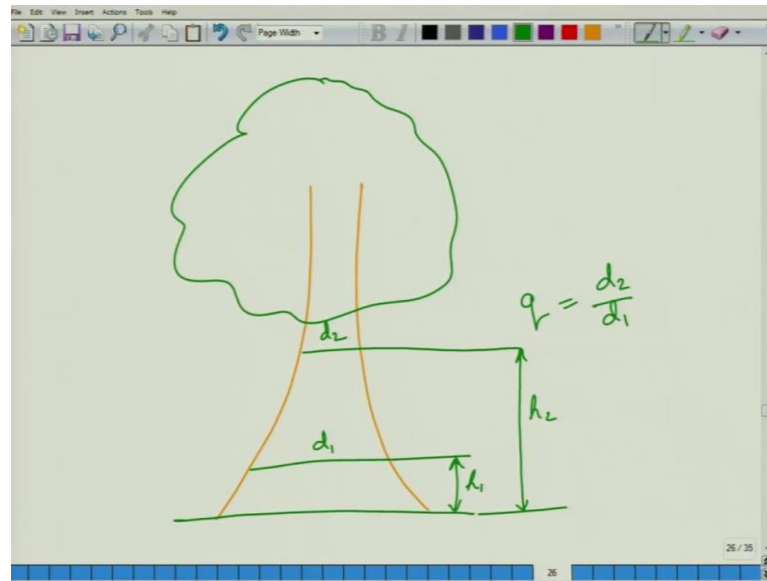 File Edit View Insert Actions Tools Help
Page Width
B I
d₂
q = d₂/d₁
h₂
d₁
h₁
26 / 35
26